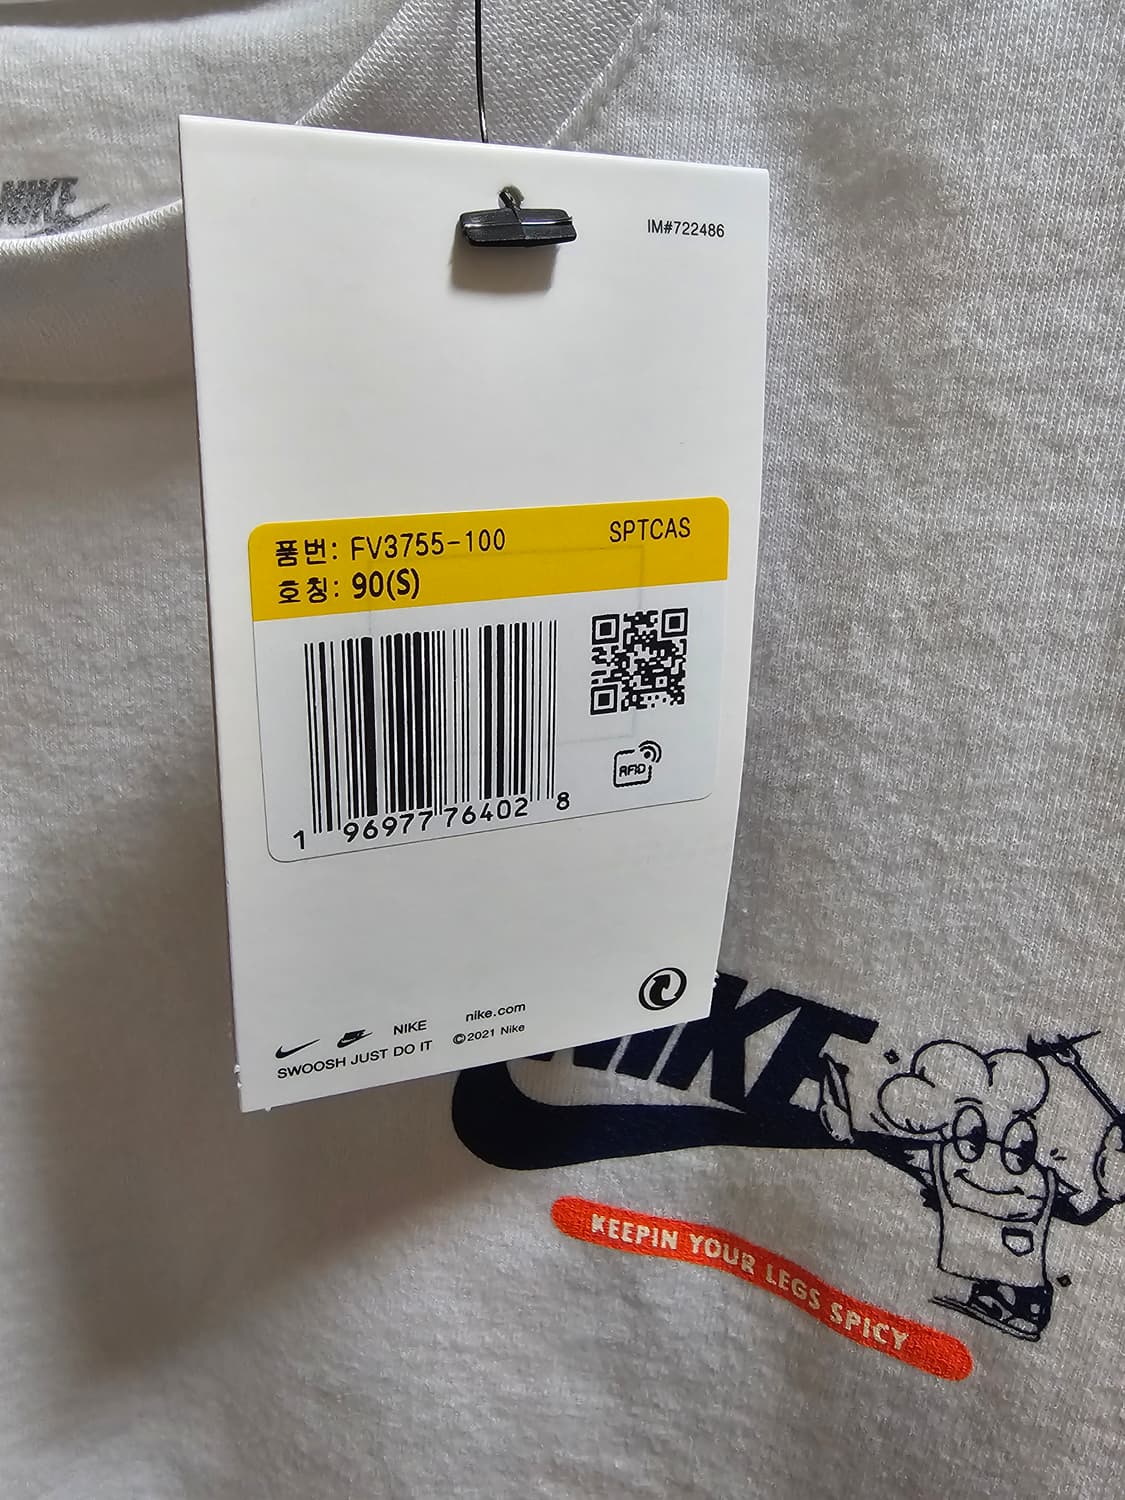 NIKE
IM#722486
품번: FV3755-100 SPTCAS
호칭: 90(S)
RFID
1 96977 76402 8
NIKE nike.com
SWOOSH JUST DO IT ©2021 Nike
NIKE
KEEPIN YOUR LEGS SPICY